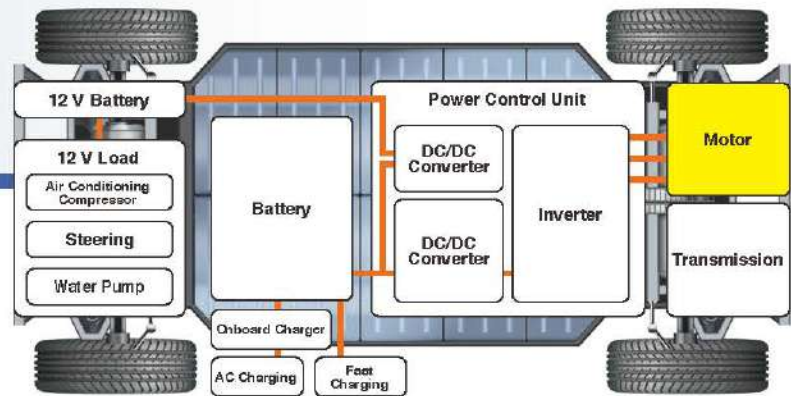 12 V Battery
12 V Load
Air Conditioning
Compressor
Steering
Water Pump
Battery
Onboard Charger
AC Charging
Fast
Charging
Power Control Unit
DC/DC
Converter
DC/DC
Converter
Inverter
Motor
Transmission